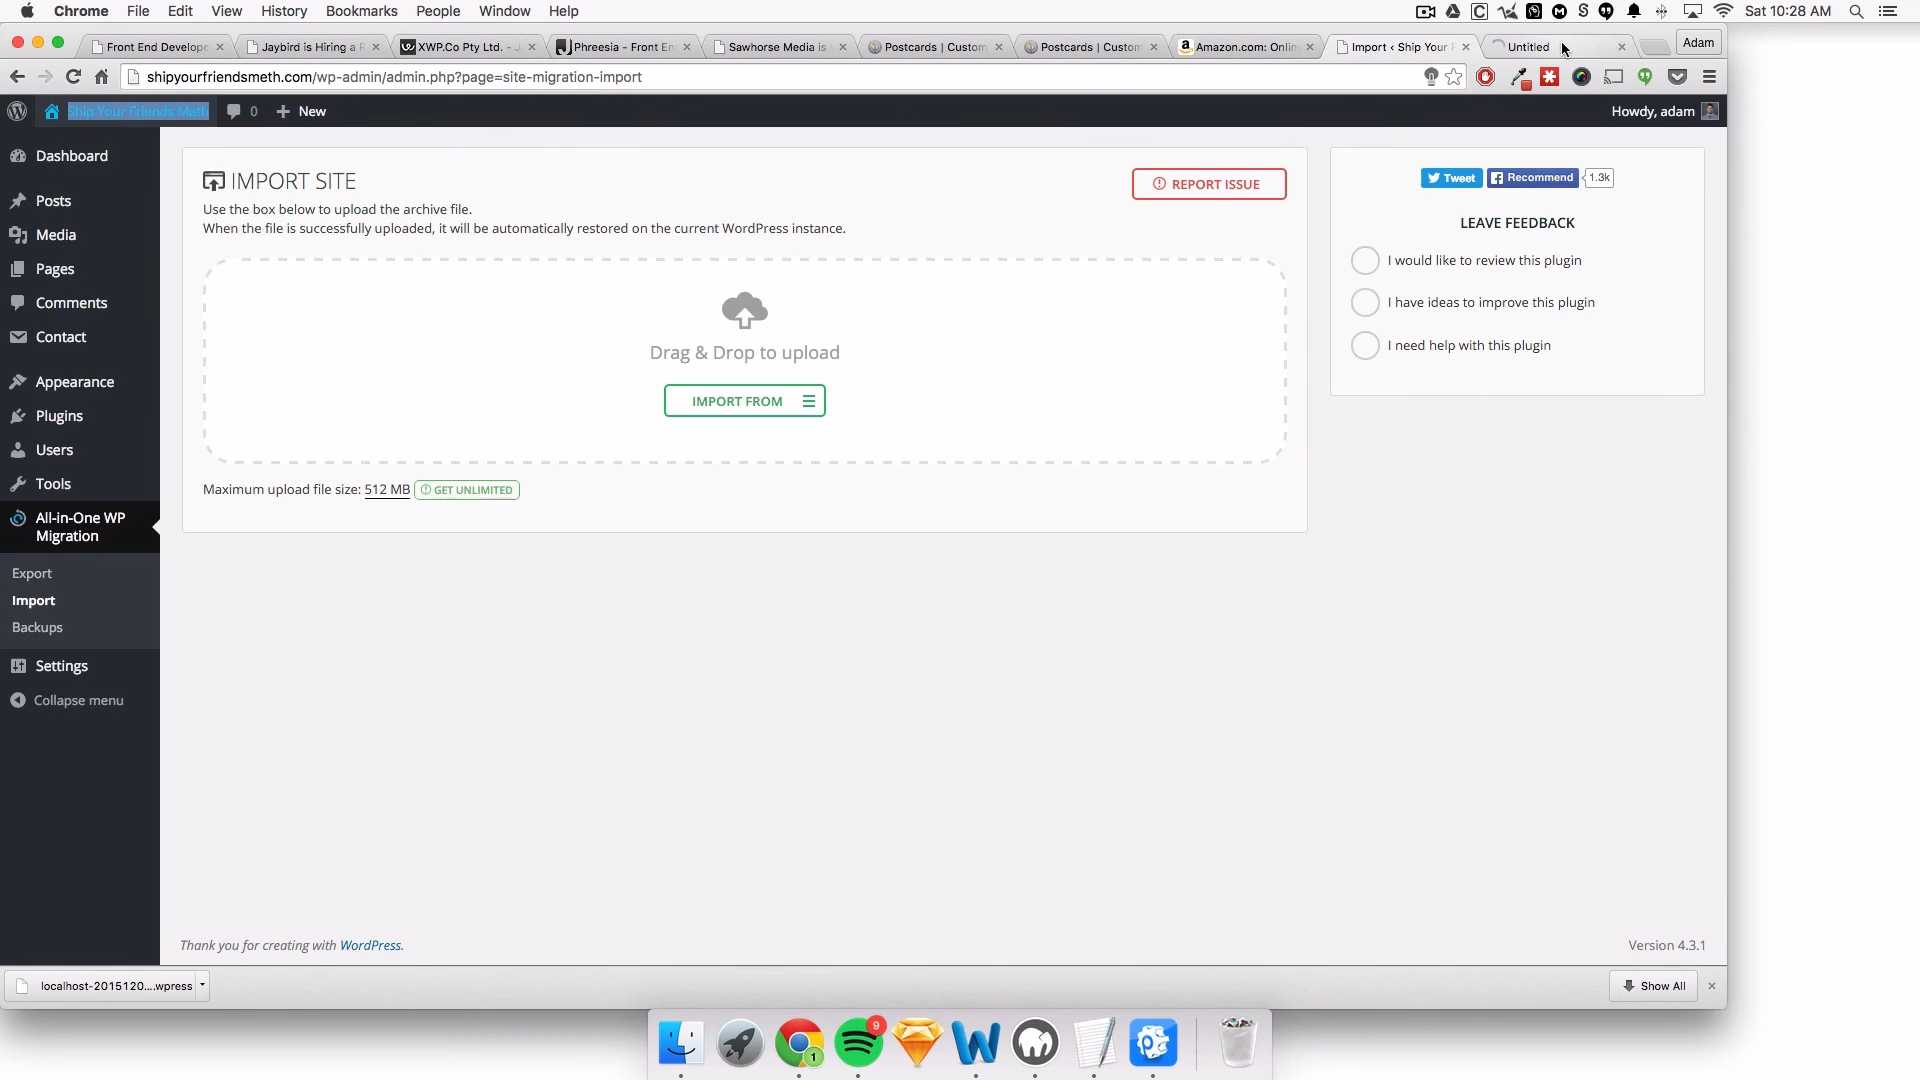 Chrome File Edit View History Bookmarks People Window Help Sat 10:28 AM
Front End Develope Jaybird is Hiring a XWP.Co Pty Ltd. - Phreesia - Front En Sawhorse Media is Postcards | Custom Postcards | Custom Amazon.com: Onlin Import ‹ Ship Your F Untitled Adam
shipyourfriendsmeth.com/wp-admin/admin.php?page=site-migration-import
Ship Your Friends Meth 0 New Howdy, adam
Dashboard
Posts
Media
Pages
Comments
Contact
Appearance
Plugins
Users
Tools
All-in-One WP
Migration
Export
Import
Backups
Settings
Collapse menu
IMPORT SITE
REPORT ISSUE
Use the box below to upload the archive file.
When the file is successfully uploaded, it will be automatically restored on the current WordPress instance.
Drag & Drop to upload
IMPORT FROM
Maximum upload file size: 512 MB GET UNLIMITED
Tweet Recommend 1.3k
LEAVE FEEDBACK
I would like to review this plugin
I have ideas to improve this plugin
I need help with this plugin
Thank you for creating with WordPress. Version 4.3.1
localhost-2015120....wpress Show All
1 9